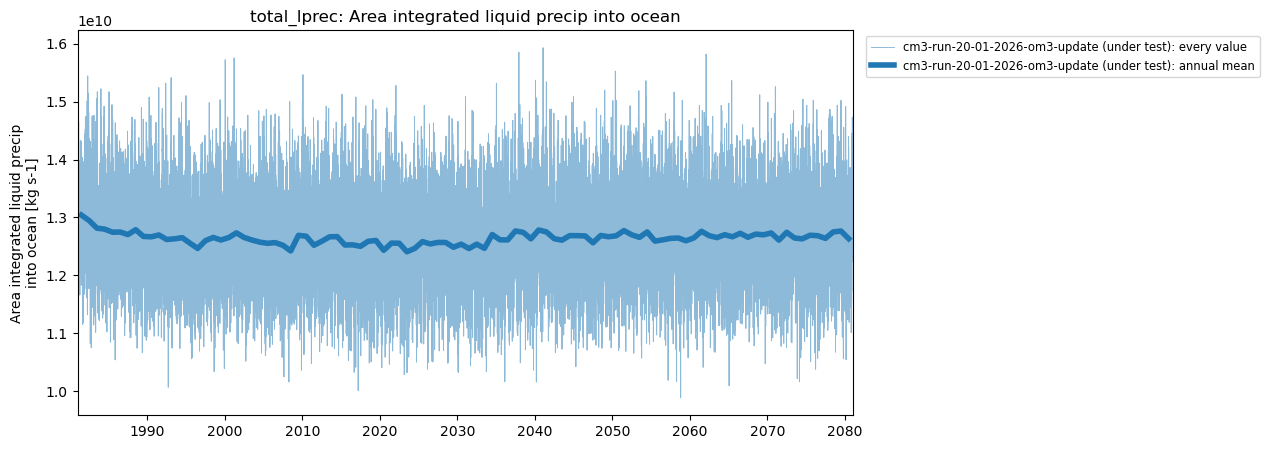 total_lprec: Area integrated liquid precip into ocean
1e10
1.6
1.5
1.4
1.3
1.2
1.1
1.0
Area integrated liquid precip
into ocean [kg s-1]
1990
2000
2010
2020
2030
2040
2050
2060
2070
2080
cm3-run-20-01-2026-om3-update (under test): every value
cm3-run-20-01-2026-om3-update (under test): annual mean